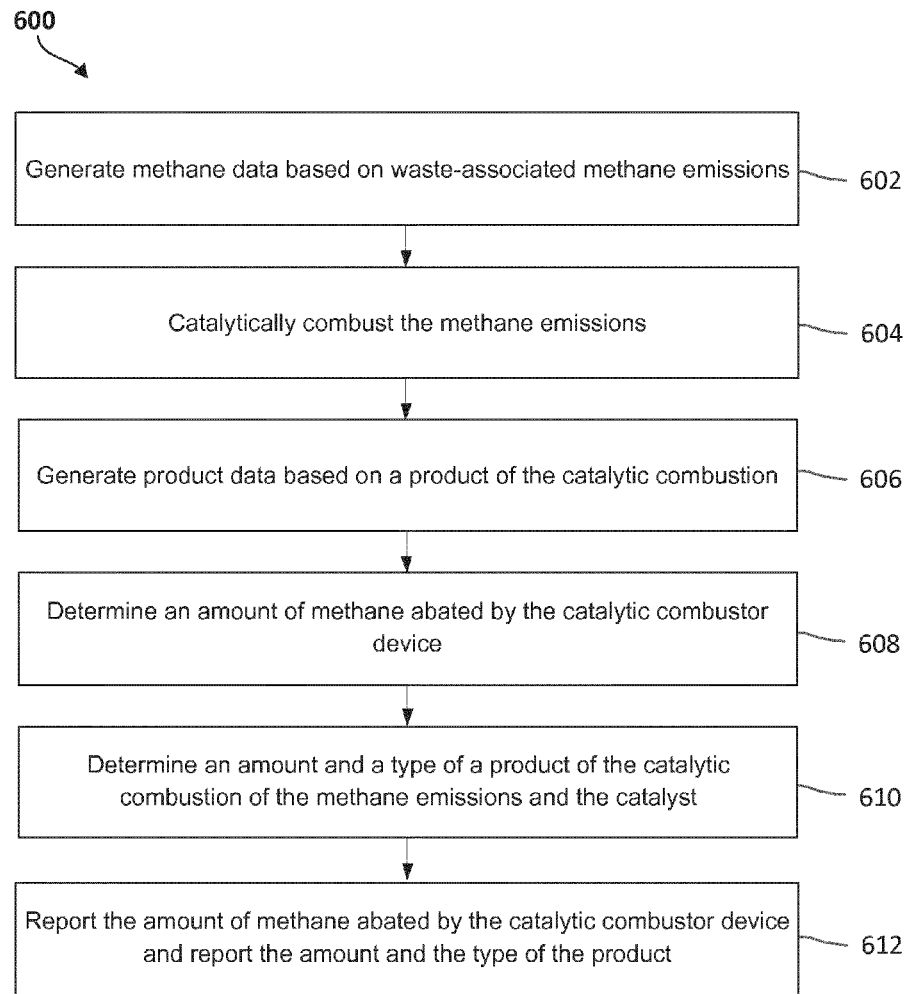 600
Generate methane data based on waste-associated methane emissions
602
Catalytically combust the methane emissions
604
Generate product data based on a product of the catalytic combustion
606
Determine an amount of methane abated by the catalytic combustor
device
608
Determine an amount and a type of a product of the catalytic
combustion of the methane emissions and the catalyst
610
Report the amount of methane abated by the catalytic combustor device
and report the amount and the type of the product
612